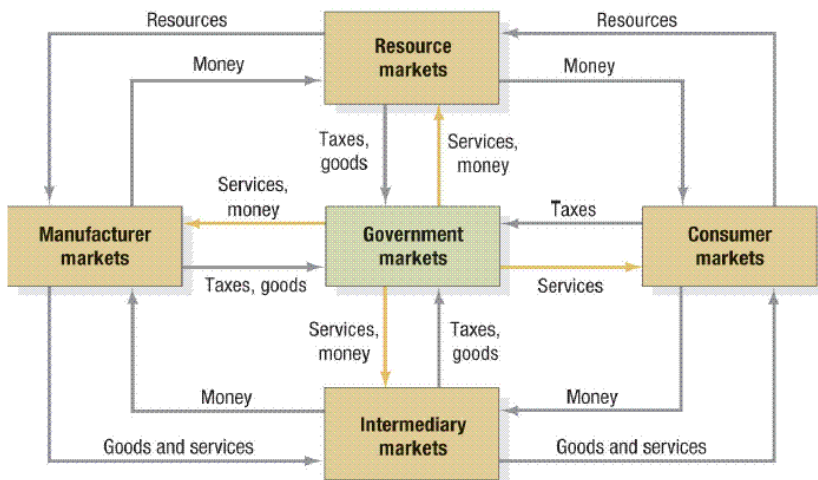 Resources
Resources
Resource
markets
Money
Money
Taxes,
goods
Services,
money
Services,
money
Taxes
Manufacturer
markets
Government
markets
Consumer
markets
Taxes, goods
Services
Services,
money
Taxes,
goods
Money
Money
Intermediary
markets
Goods and services
Goods and services